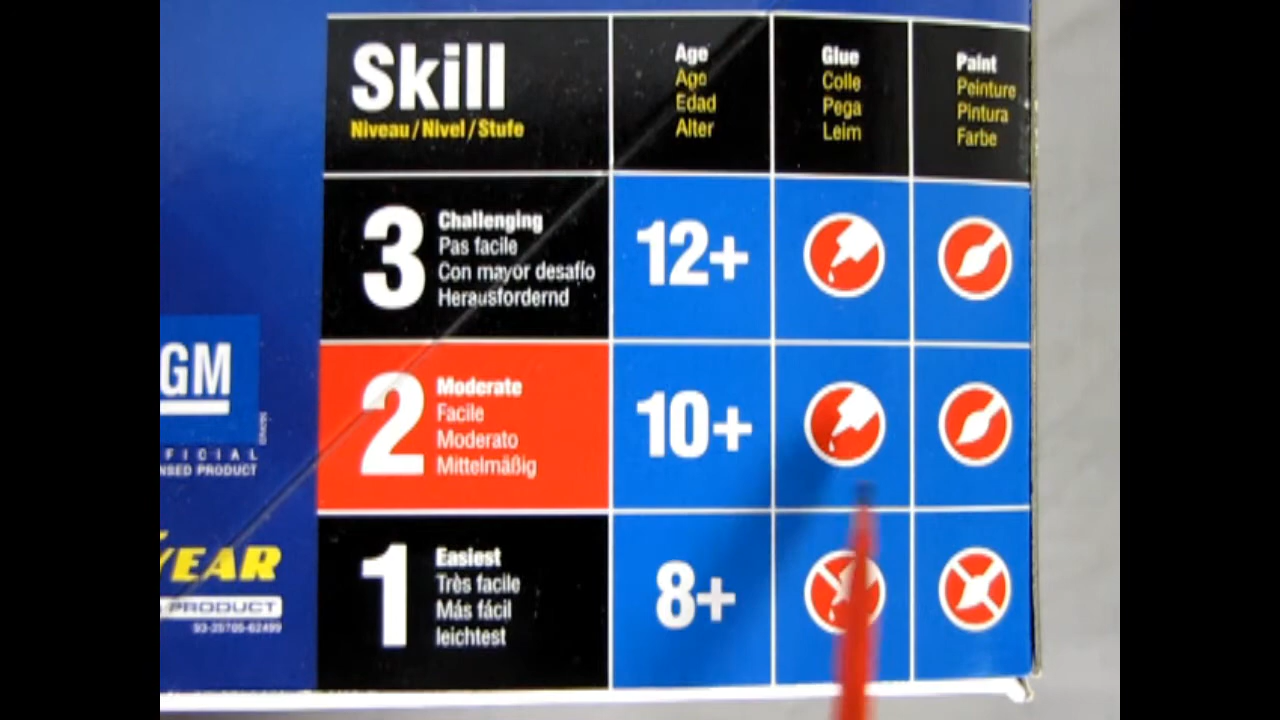 Skill
Niveau / Nivel / Stufe
Age
Age
Edad
Alter
Glue
Colle
Pega
Leim
Paint
Peinture
Pintura
Farbe
3
Challenging
Pas facile
Con mayor desafío
Herausfordernd
12+
2
Moderate
Facile
Moderato
Mittelmäßig
10+
1
Easiest
Très facile
Más fácil
leichtest
8+
GM
FICIAL
NSED PRODUCT
YEAR
PRODUCT